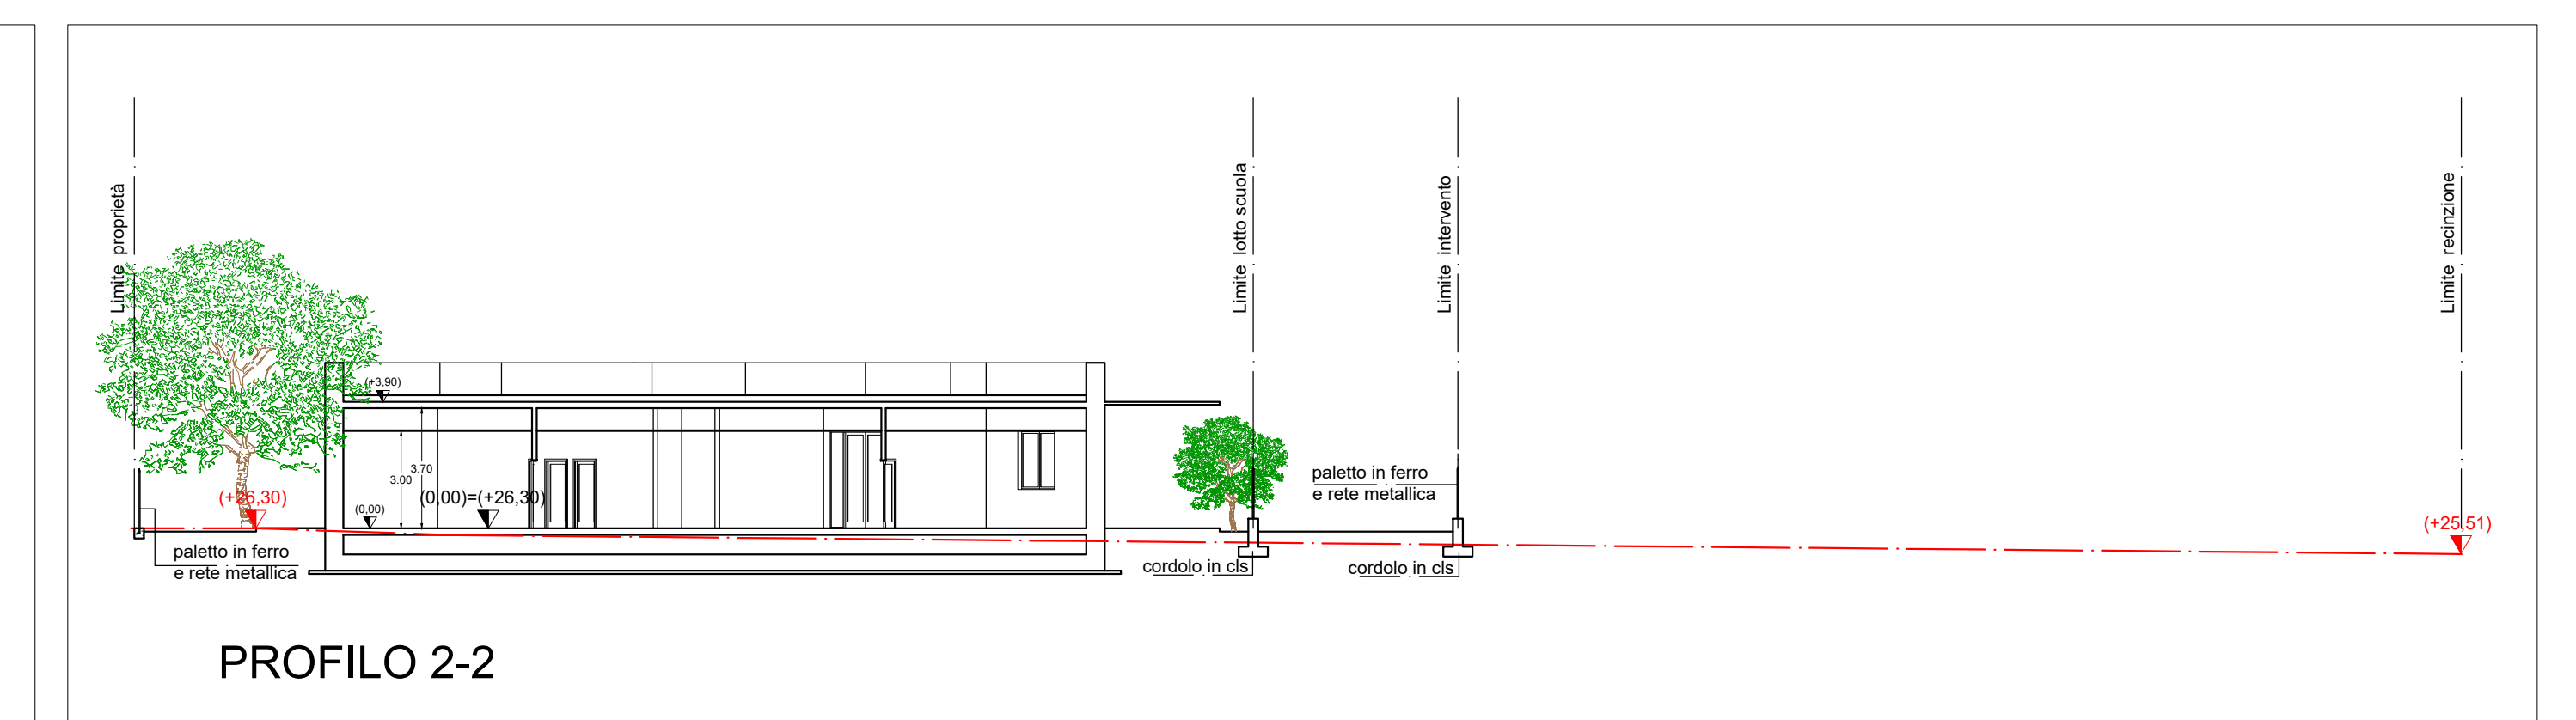 Limite proprietà
Limite lotto scuola
Limite intervento
Limite recinzione
(+3,90)
3.70
3.00
(+26,30)
(0,00)
(0,00)=(+26,30)
paletto in ferro
e rete metallica
paletto in ferro
e rete metallica
(+25,51)
cordolo in cls
cordolo in cls
PROFILO 2-2